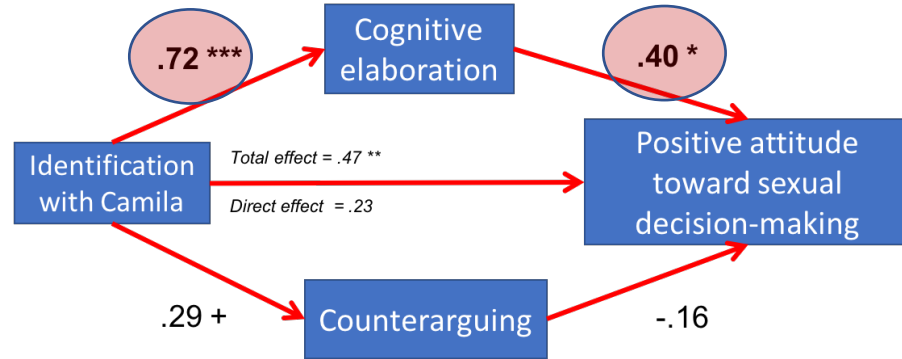 .72 ***
Cognitive
elaboration
.40 *
Identification
with Camila
Total effect = .47 **
Direct effect = .23
Positive attitude
toward sexual
decision-making
.29 +
Counterarguing
-.16